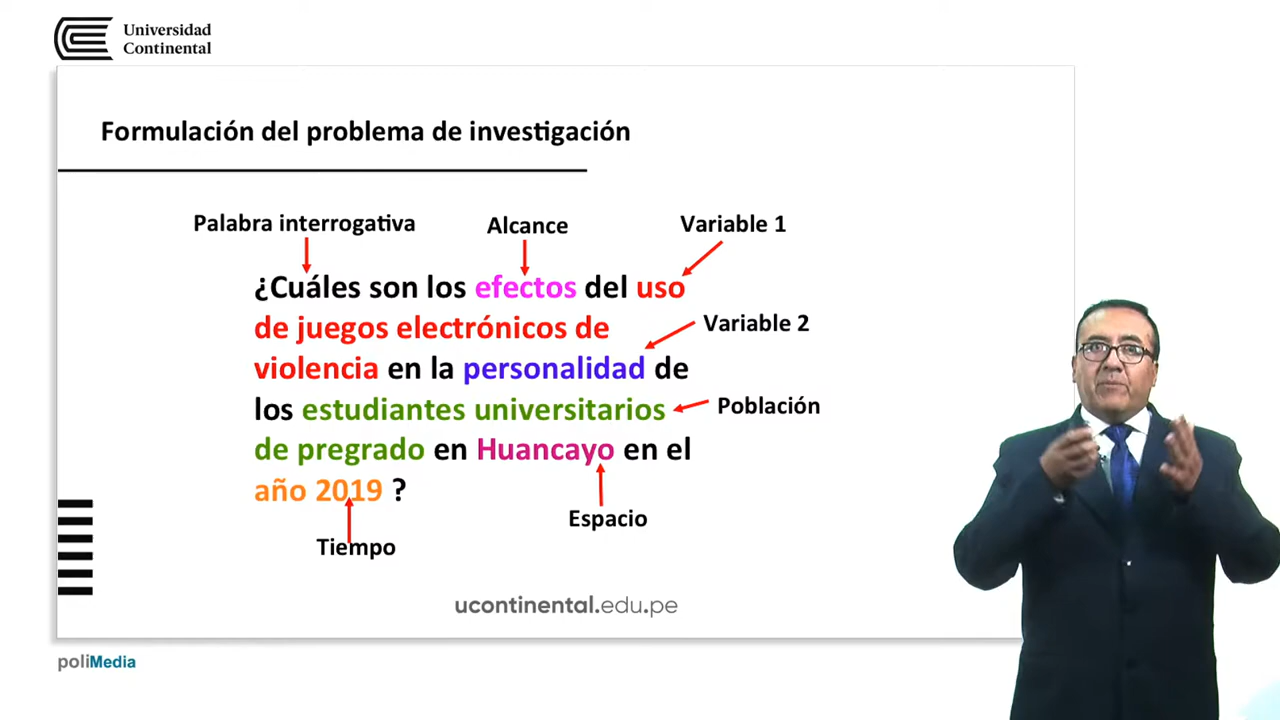 Universidad
Continental
Formulación del problema de investigación
Palabra interrogativa
Alcance
Variable 1
¿Cuáles son los efectos del uso
de juegos electrónicos de
Variable 2
violencia en la personalidad de
los estudiantes universitarios
Población
de pregrado en Huancayo en el
año 2019 ?
Espacio
Tiempo
ucontinental.edu.pe
poliMedia